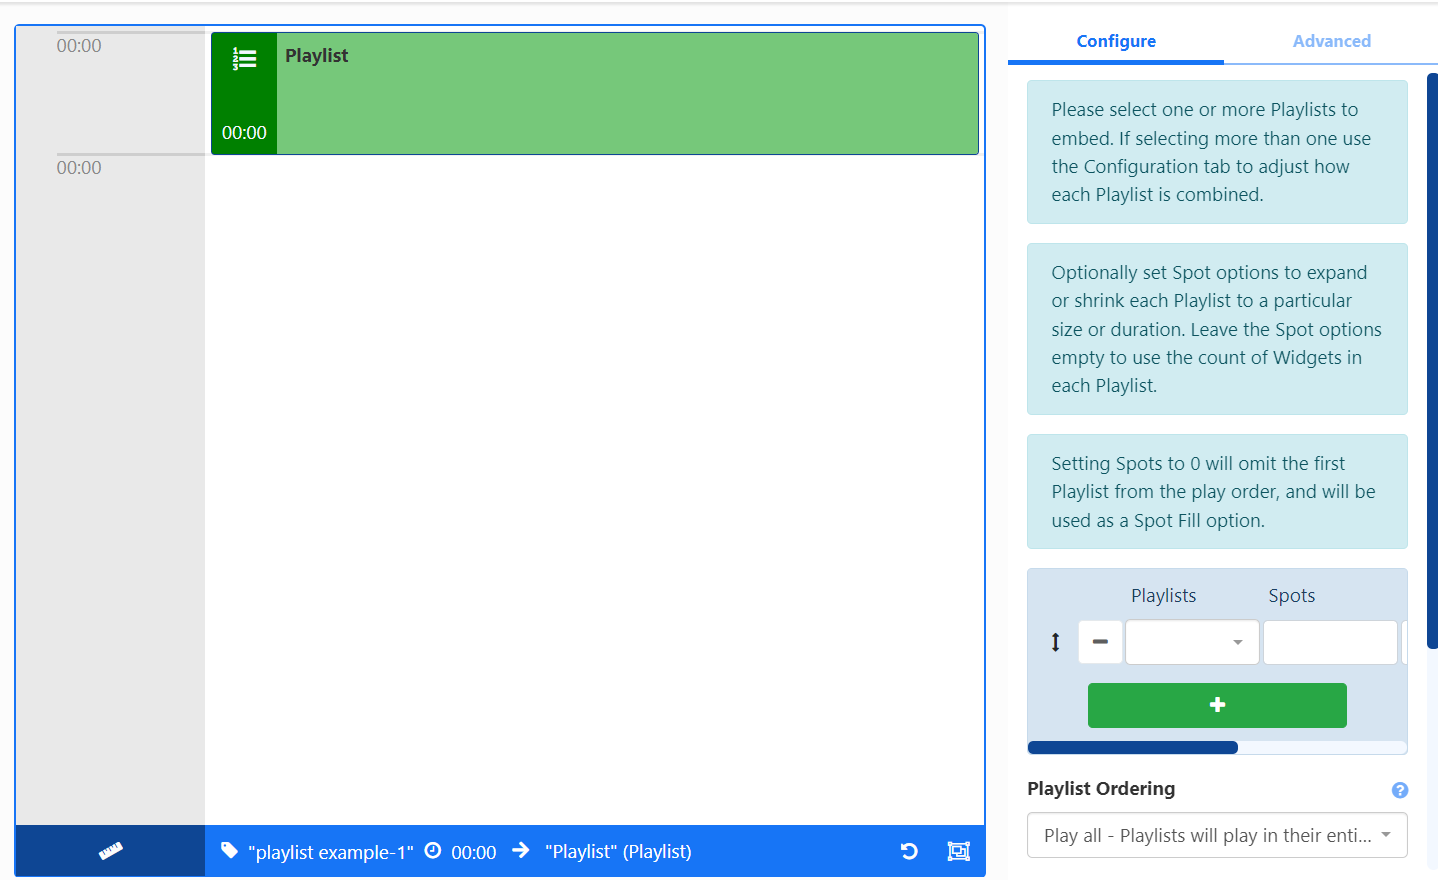 00:00
Playlist
00:00
00:00
"playlist example-1" 00:00 "Playlist" (Playlist)
Configure Advanced
Please select one or more Playlists to
embed. If selecting more than one use
the Configuration tab to adjust how
each Playlist is combined.
Optionally set Spot options to expand
or shrink each Playlist to a particular
size or duration. Leave the Spot options
empty to use the count of Widgets in
each Playlist.
Setting Spots to 0 will omit the first
Playlist from the play order, and will be
used as a Spot Fill option.
Playlists Spots
Playlist Ordering
Play all - Playlists will play in their enti...